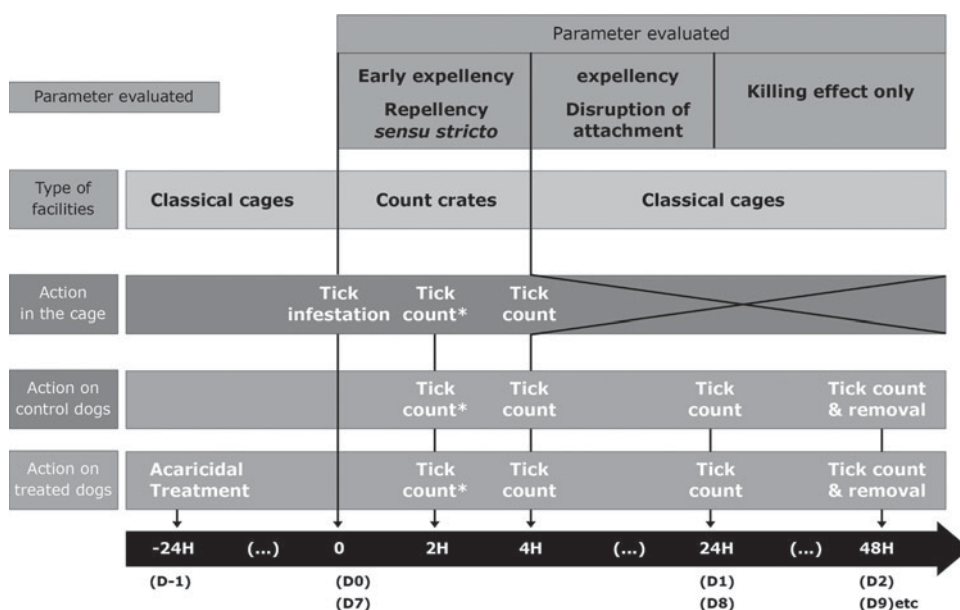 Parameter evaluated
Early expellency
Repellency
sensu stricto
expellency
Disruption of
attachment
Killing effect only
Parameter evaluated
Type of
facilities
Classical cages
Count crates
Classical cages
Action
in the cage
Tick
infestation
Tick
count*
Tick
count
Action on
control dogs
Tick
count*
Tick
count
Tick
count
Tick count
& removal
Action on
treated dogs
Acaricidal
Treatment
Tick
count*
Tick
count
Tick
count
Tick count
& removal
-24H (...) 0 2H 4H (...) 24H (...) 48H
(D-1) (D0) (D1) (D2)
(D7) (D8) (D9)etc